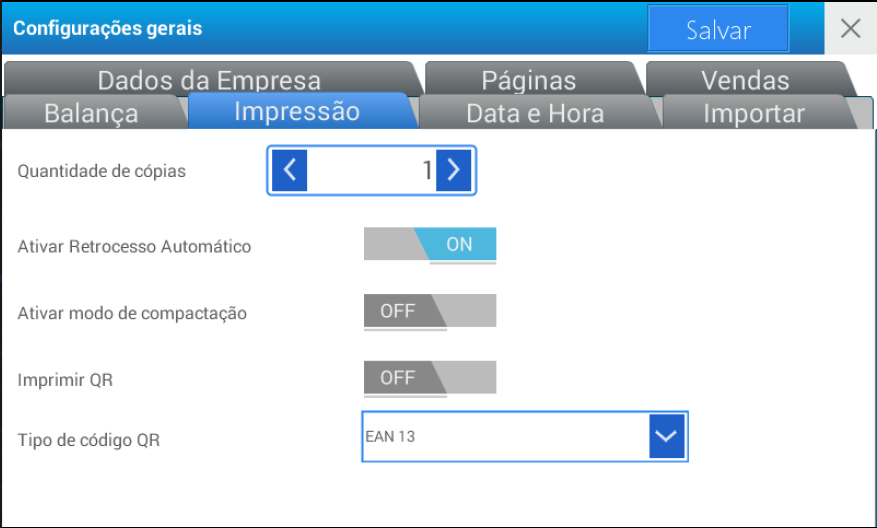 Configurações gerais
Salvar
Dados da Empresa
Páginas
Vendas
Balança
Impressão
Data e Hora
Importar
Quantidade de cópias
1
Ativar Retrocesso Automático
ON
Ativar modo de compactação
OFF
Imprimir QR
OFF
Tipo de código QR
EAN 13